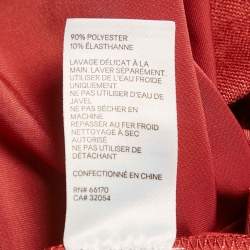 90% POLYESTER
10% ÉLASTHANNE
LAVAGE DÉLICAT À LA
MAIN. LAVER SÉPARÉMENT.
UTILISER DE L'EAU FROIDE
UNIQUEMENT
NE PAS UTILISER D'EAU DE
JAVEL
NE PAS SÉCHER EN
MACHINE
REPASSER AU FER FROID
NETTOYAGE À SEC
AUTORISÉ
NE PAS UTILISER DE
DÉTACHANT
CONFECTIONNÉ EN CHINE
RN# 66170
CA# 32054